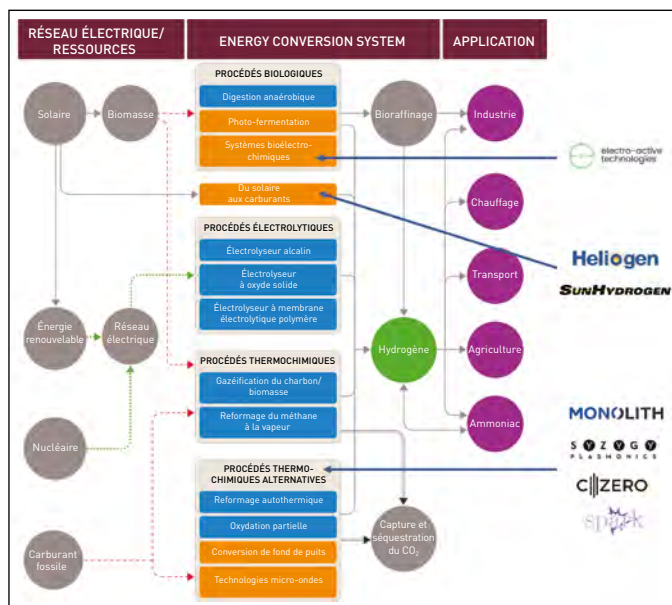 RÉSEAU ÉLECTRIQUE/
RESSOURCES
ENERGY CONVERSION SYSTEM
APPLICATION
PROCÉDÉS BIOLOGIQUES
Digestion anaérobique
Photo-fermentation
Systèmes bioélectro-
chimiques
Solaire
Biomasse
Bioraffinage
Industrie
electro-active
technologies
Du solaire
aux carburants
Chauffage
PROCÉDÉS ÉLECTROLYTIQUES
Électrolyseur alcalin
Électrolyseur
à oxyde solide
Électrolyseur à membrane
électrolytique polymère
Heliogen
SUNHYDROGEN
Transport
Énergie
renouvelable
Réseau
électrique
Hydrogène
Agriculture
PROCÉDÉS THERMOCHIMIQUES
Gazéification du charbon/
biomasse
Reformage du méthane
à la vapeur
Nucléaire
Ammoniac
MONOLITH
SYZYGY
PLASMONICS
C||ZERO
spark
PROCÉDÉS THERMO-
CHIMIQUES ALTERNATIVES
Reformage autothermique
Oxydation partielle
Conversion de fond de puits
Technologies micro-ondes
Carburant
fossile
Capture et
séquestration
du CO₂